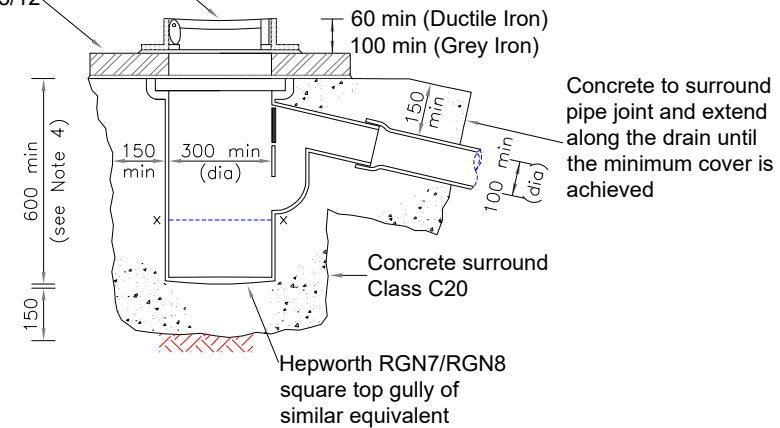 60 min (Ductile Iron)
100 min (Grey Iron)
Concrete to surround
pipe joint and extend
along the drain until
the minimum cover is
achieved
150
min
150
min
300 min
(dia)
100 min
(dia)
600 min
(see Note 4)
x
x
Concrete surround
Class C20
150
Hepworth RGN7/RGN8
square top gully of
similar equivalent